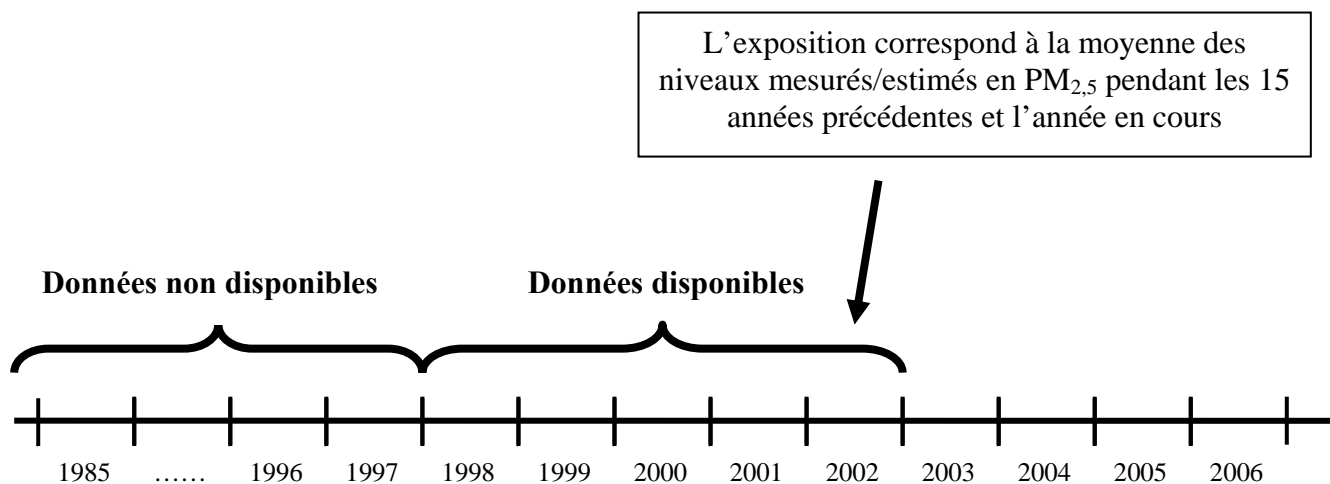 L’exposition correspond à la moyenne des
niveaux mesurés/estimés en PM2,5 pendant les 15
années précédentes et l’année en cours
Données non disponibles Données disponibles
1985 …… 1996 1997 1998 1999 2000 2001 2002 2003 2004 2005 2006